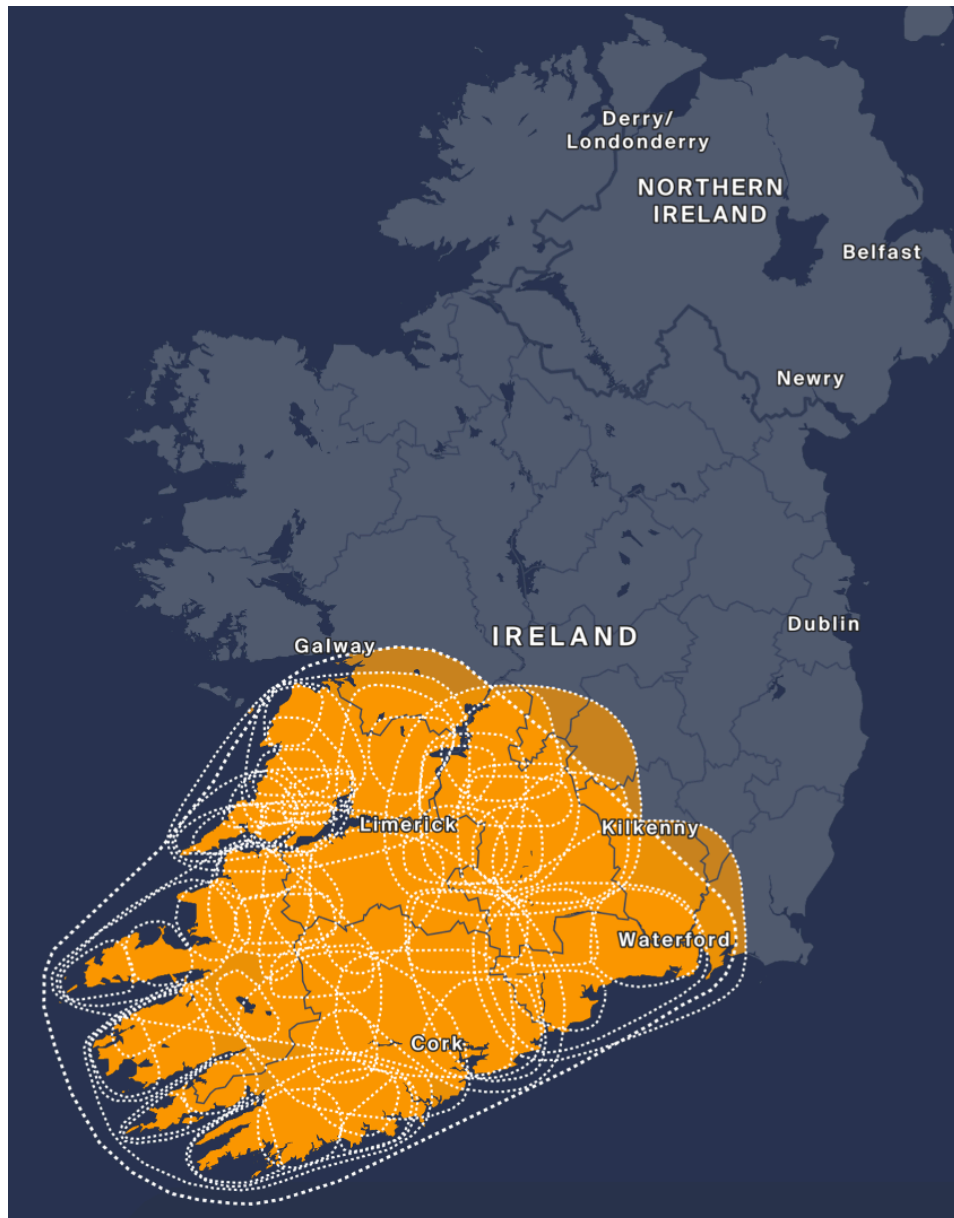 Derry/
Londonderry
NORTHERN
IRELAND
Belfast
Newry
IRELAND
Dublin
Galway
Limerick
Kilkenny
Waterford
Cork